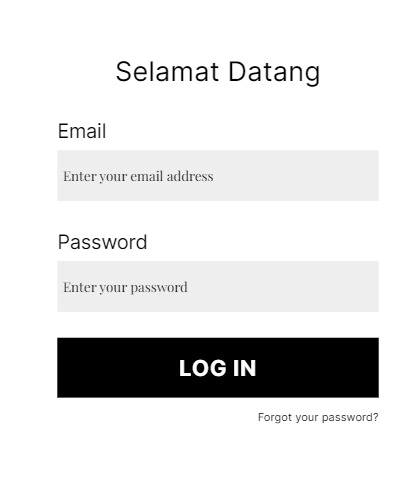 Selamat Datang
Email
Enter your email address
Password
Enter your password
LOG IN
Forgot your password?